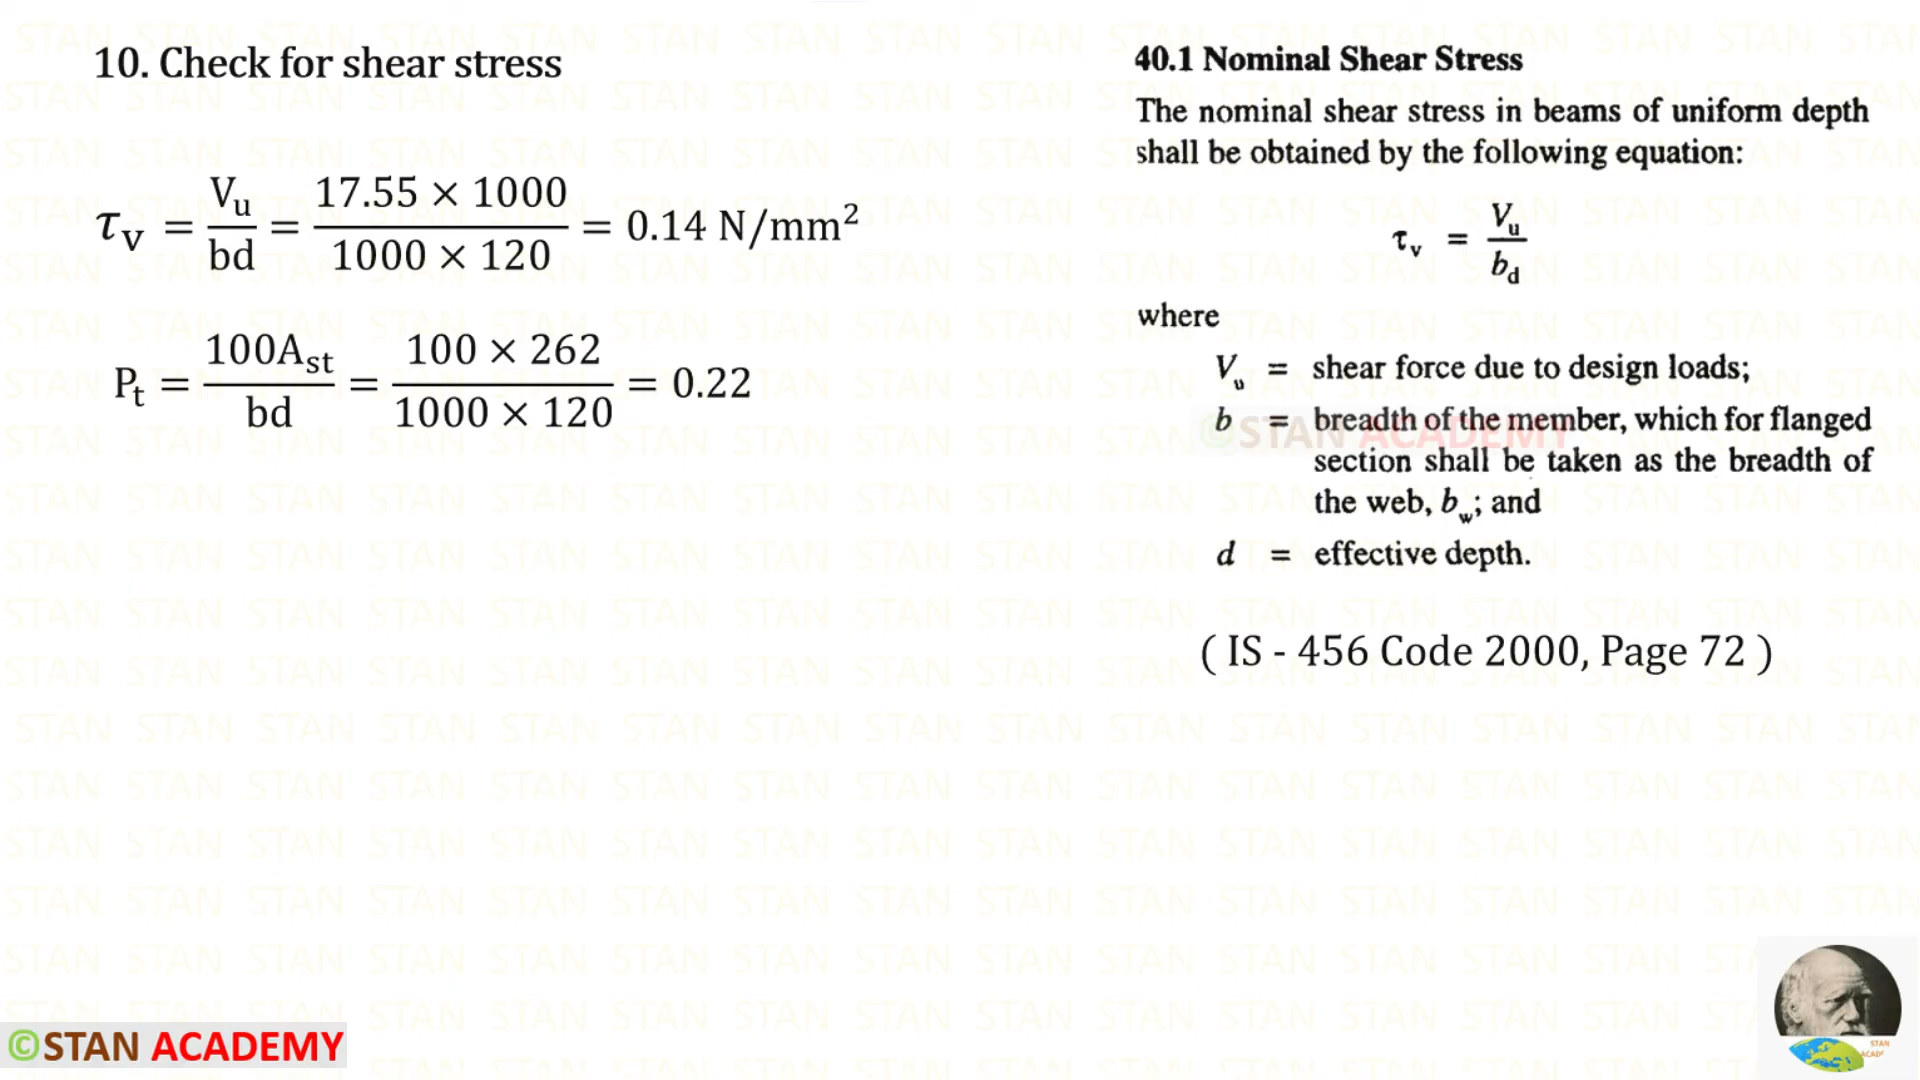 10. Check for shear stress
τv = Vu/bd = 17.55 × 1000/1000 × 120 = 0.14 N/mm²
Pt = 100Ast/bd = 100 × 262/1000 × 120 = 0.22
40.1 Nominal Shear Stress
The nominal shear stress in beams of uniform depth
shall be obtained by the following equation:
τv = Vu/bd
where
Vu = shear force due to design loads;
b = breadth of the member, which for flanged
section shall be taken as the breadth of
the web, bw; and
d = effective depth.
©STAN ACADEMY
( IS - 456 Code 2000, Page 72 )
©STAN ACADEMY
STAN